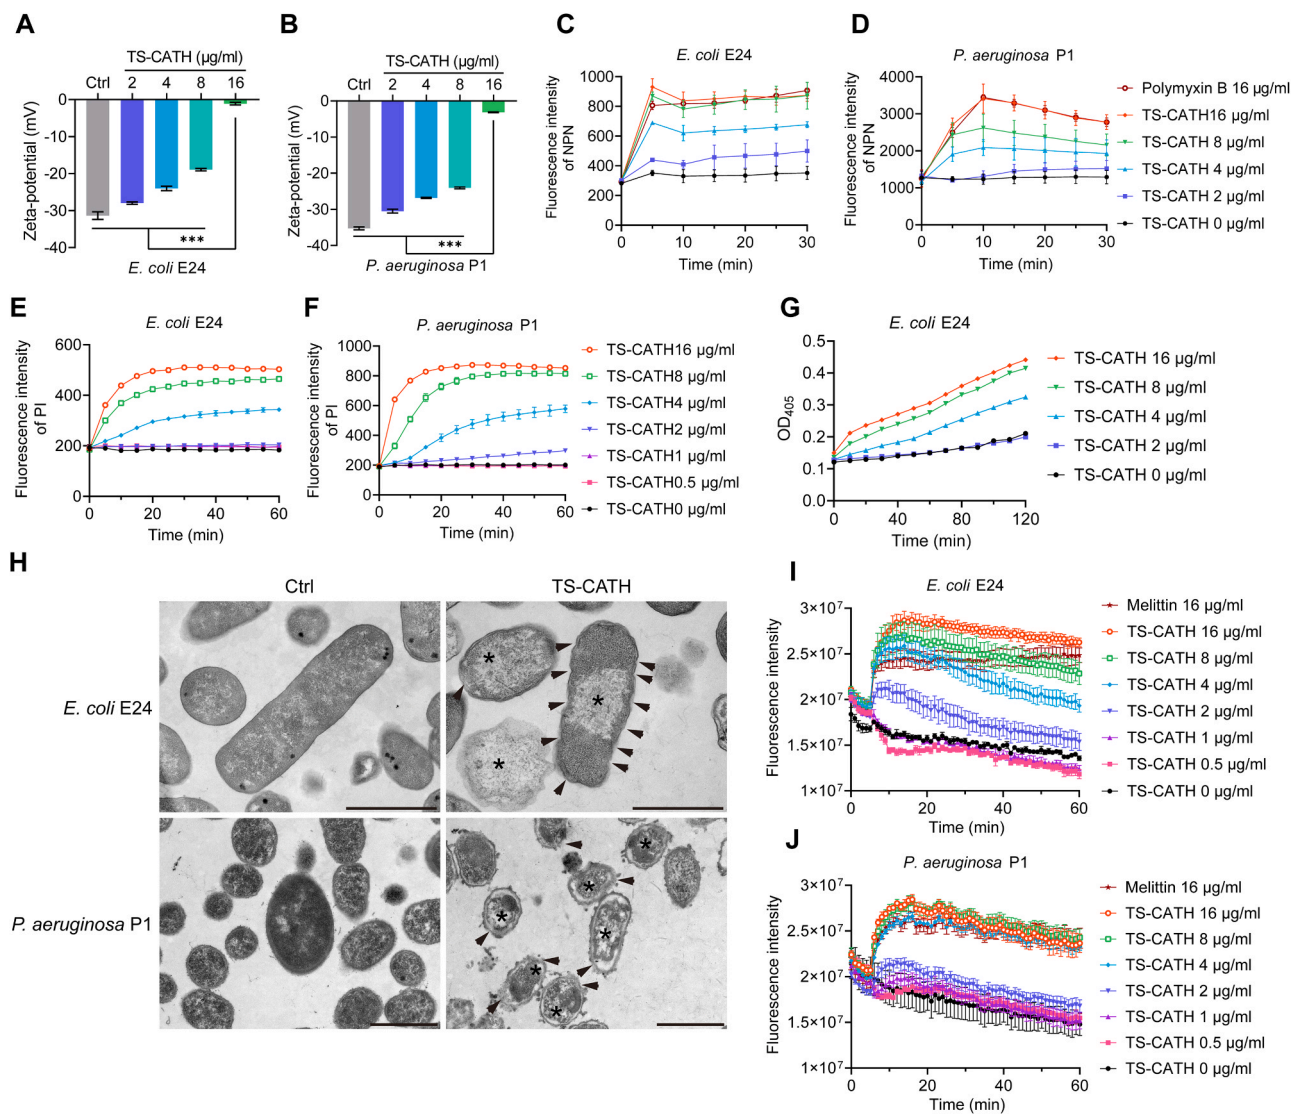 A
TS-CATH (µg/ml)
Ctrl 2 4 8 16
Zeta-potential (mV)
0
-10
-20
-30
-40
***
E. coli E24
B
TS-CATH (µg/ml)
Ctrl 2 4 8 16
Zeta-potential (mV)
0
-10
-20
-30
-40
***
P. aeruginosa P1
C
E. coli E24
Fluorescence intensity
of NPN
1000
800
600
400
200
0
0 10 20 30
Time (min)
D
P. aeruginosa P1
Fluorescence intensity
of NPN
4000
3000
2000
1000
0
0 10 20 30
Time (min)
Polymyxin B 16 µg/ml
TS-CATH16 µg/ml
TS-CATH 8 µg/ml
TS-CATH 4 µg/ml
TS-CATH 2 µg/ml
TS-CATH 0 µg/ml
E
E. coli E24
Fluorescence intensity
of PI
600
400
200
0
0 20 40 60
Time (min)
F
P. aeruginosa P1
Fluorescence intensity
of PI
1000
800
600
400
200
0
0 20 40 60
Time (min)
TS-CATH16 µg/ml
TS-CATH8 µg/ml
TS-CATH4 µg/ml
TS-CATH2 µg/ml
TS-CATH1 µg/ml
TS-CATH0.5 µg/ml
TS-CATH0 µg/ml
G
E. coli E24
OD405
0.5
0.4
0.3
0.2
0.1
0.0
0 40 80 120
Time (min)
TS-CATH 16 µg/ml
TS-CATH 8 µg/ml
TS-CATH 4 µg/ml
TS-CATH 2 µg/ml
TS-CATH 0 µg/ml
H
Ctrl TS-CATH
E. coli E24
* * *
P. aeruginosa P1
* * * * * *
I
E. coli E24
Fluorescence intensity
3×10⁷
2.5×10⁷
2×10⁷
1.5×10⁷
1×10⁷
0 20 40 60
Time (min)
Melittin 16 µg/ml
TS-CATH 16 µg/ml
TS-CATH 8 µg/ml
TS-CATH 4 µg/ml
TS-CATH 2 µg/ml
TS-CATH 1 µg/ml
TS-CATH 0.5 µg/ml
TS-CATH 0 µg/ml
J
P. aeruginosa P1
Fluorescence intensity
3×10⁷
2.5×10⁷
2×10⁷
1.5×10⁷
1×10⁷
0 20 40 60
Time (min)
Melittin 16 µg/ml
TS-CATH 16 µg/ml
TS-CATH 8 µg/ml
TS-CATH 4 µg/ml
TS-CATH 2 µg/ml
TS-CATH 1 µg/ml
TS-CATH 0.5 µg/ml
TS-CATH 0 µg/ml